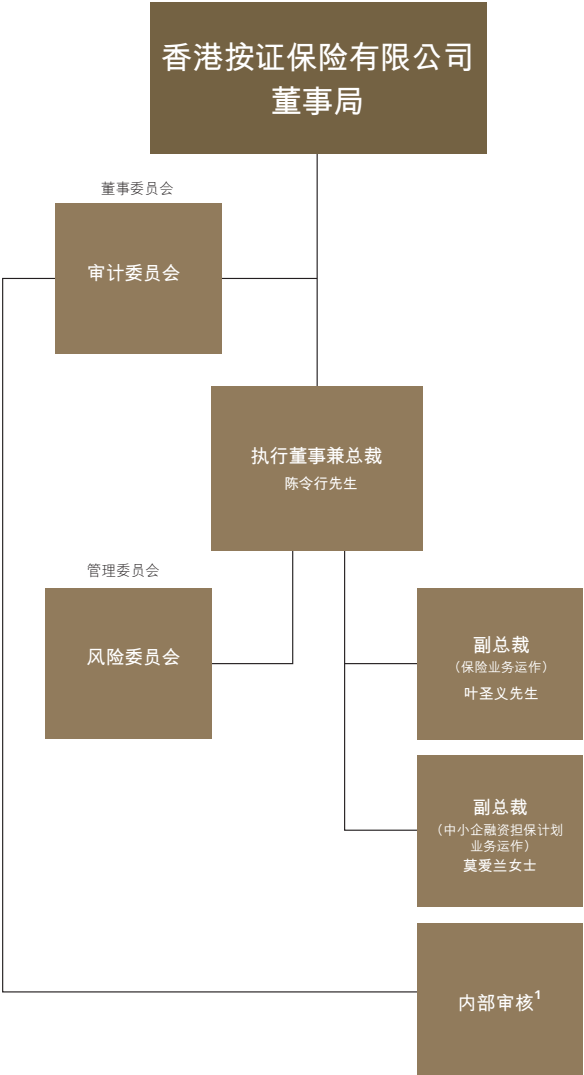 香港按证保险有限公司
董事局
董事委员会
审计委员会
执行董事兼总裁
陈令行先生
管理委员会
风险委员会
副总裁
（保险业务运作）
叶圣义先生
副总裁
（中小企融资担保计划
业务运作）
莫爱兰女士
内部审核¹